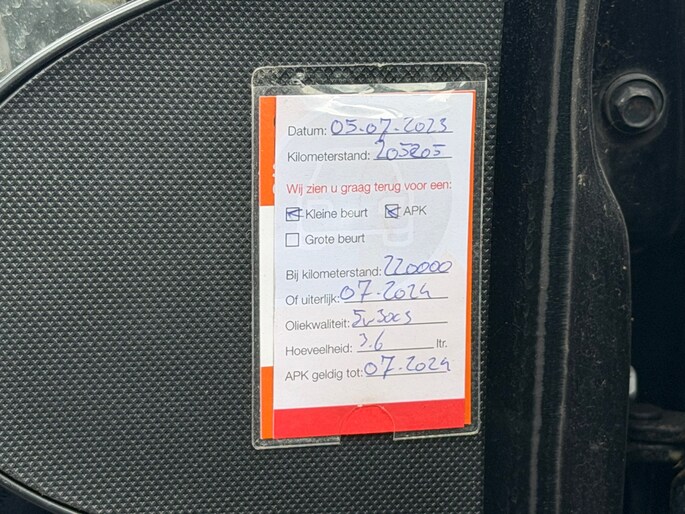 Datum: 05.07.2023
Kilometerstand: 205205
Wij zien u graag terug voor een:
Kleine beurt APK
Grote beurt
Bij kilometerstand: 220000
Of uiterlijk: 07.2024
Oliekwaliteit: 5w30c3
Hoeveelheid: 3.6 ltr.
APK geldig tot: 07.2024